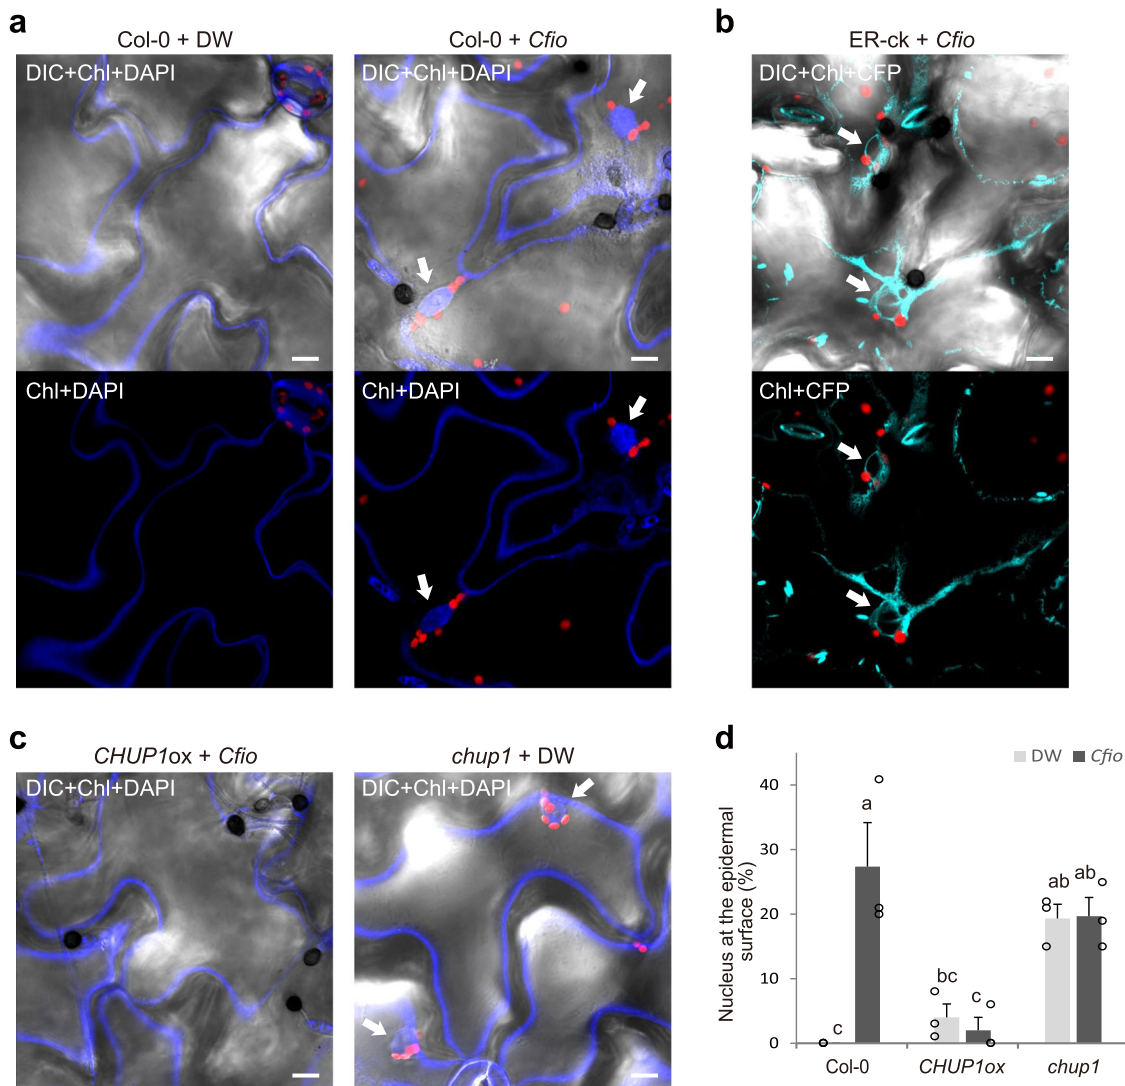 a
Col-0 + DW
Col-0 + Cfio
DIC+Chl+DAPI
DIC+Chl+DAPI
Chl+DAPI
Chl+DAPI
b
ER-ck + Cfio
DIC+Chl+CFP
Chl+CFP
c
CHUP1ox + Cfio
chup1 + DW
DIC+Chl+DAPI
DIC+Chl+DAPI
d
DW
Cfio
Nucleus at the epidermal
surface (%)
40
30
20
10
0
c
a
bc
c
ab
ab
Col-0
CHUP1ox
chup1